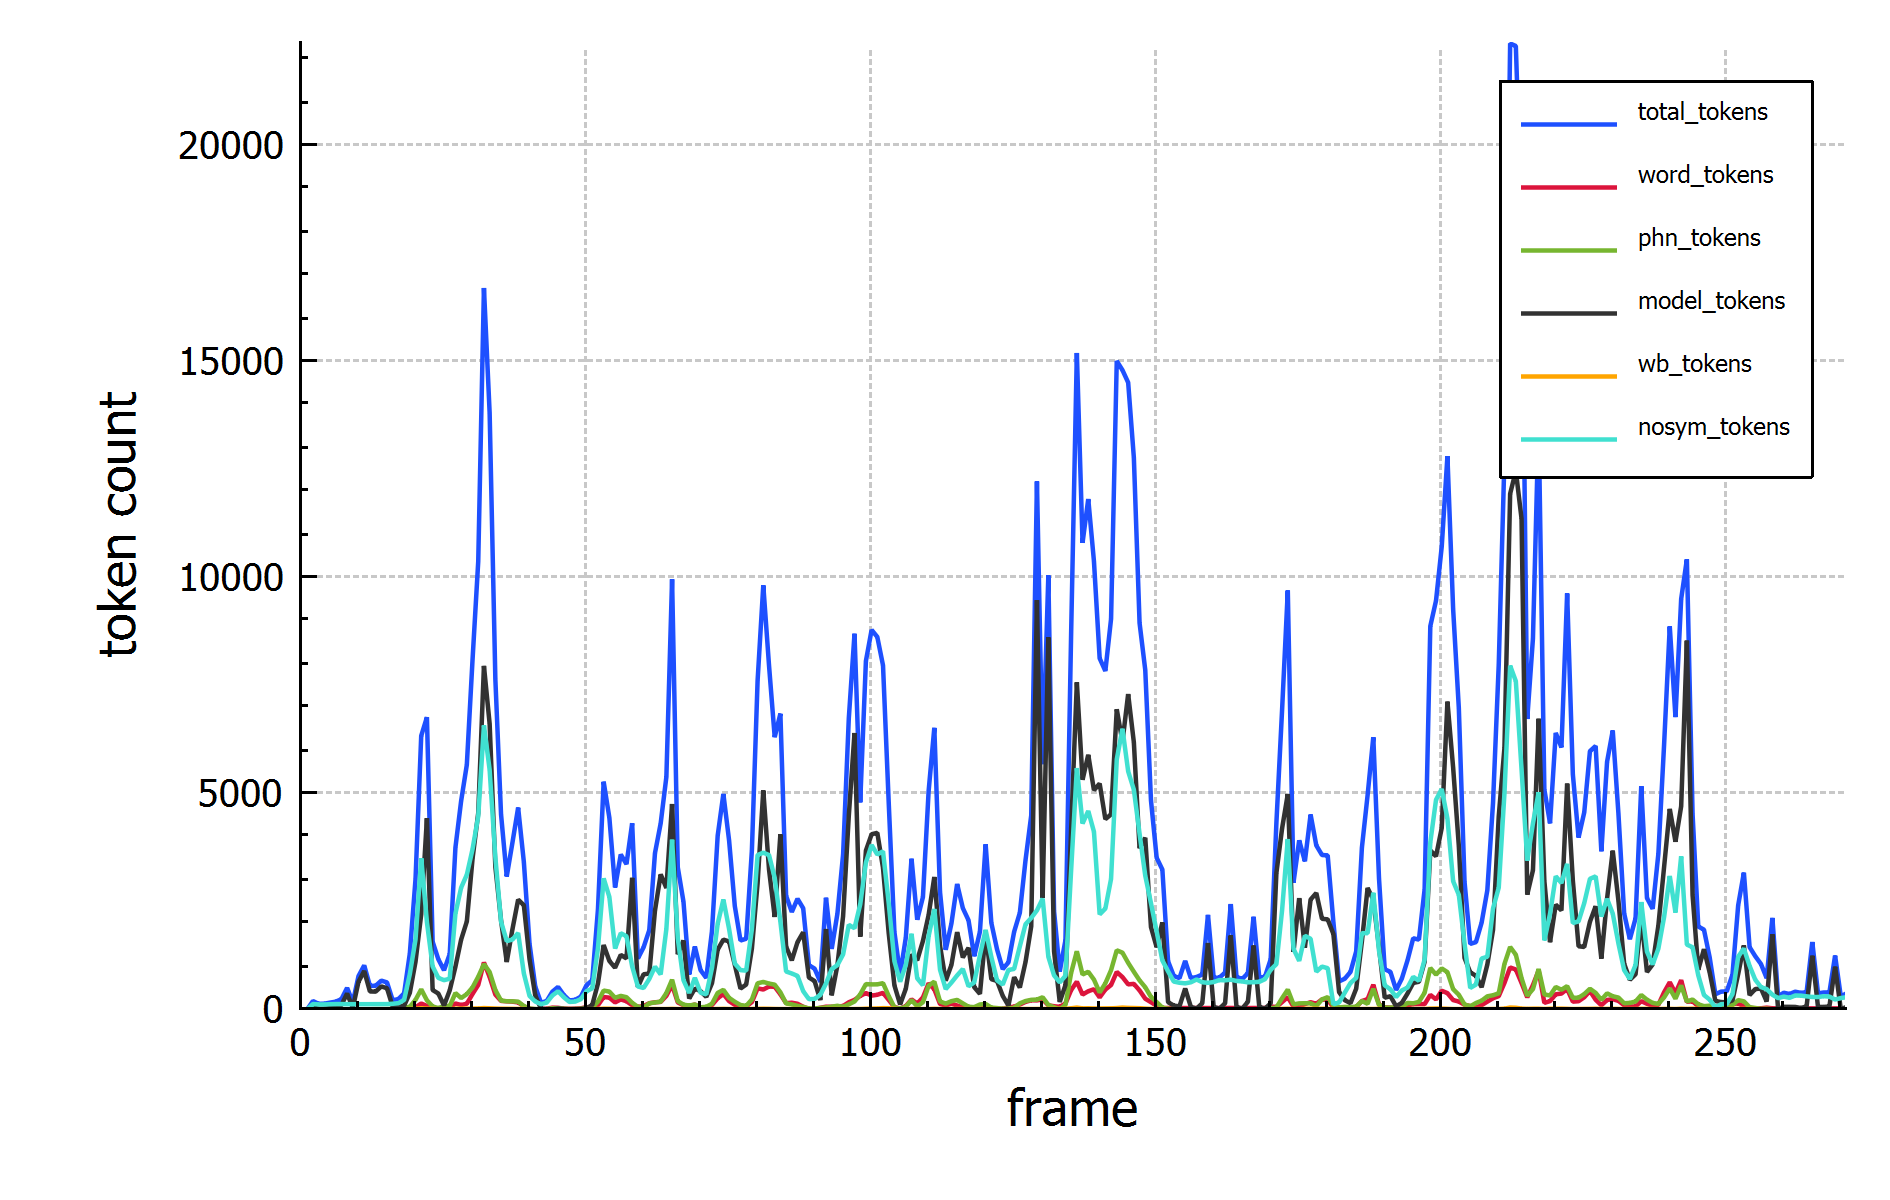 token count
20000
15000
10000
5000
0
0 50 100 150 200 250
frame
total_tokens
word_tokens
phn_tokens
model_tokens
wb_tokens
nosym_tokens